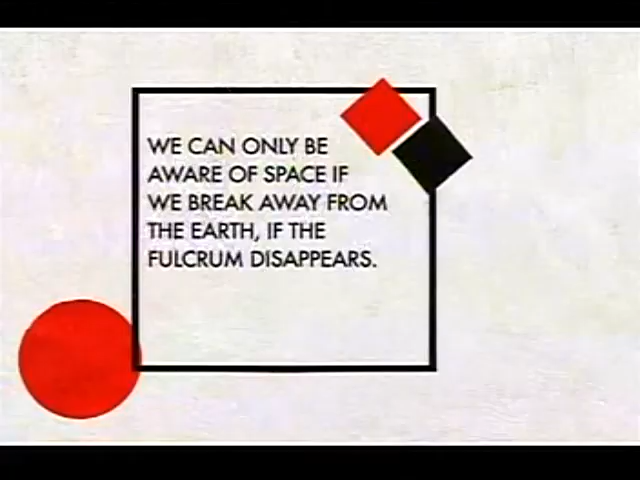 WE CAN ONLY BE
AWARE OF SPACE IF
WE BREAK AWAY FROM
THE EARTH, IF THE
FULCRUM DISAPPEARS.